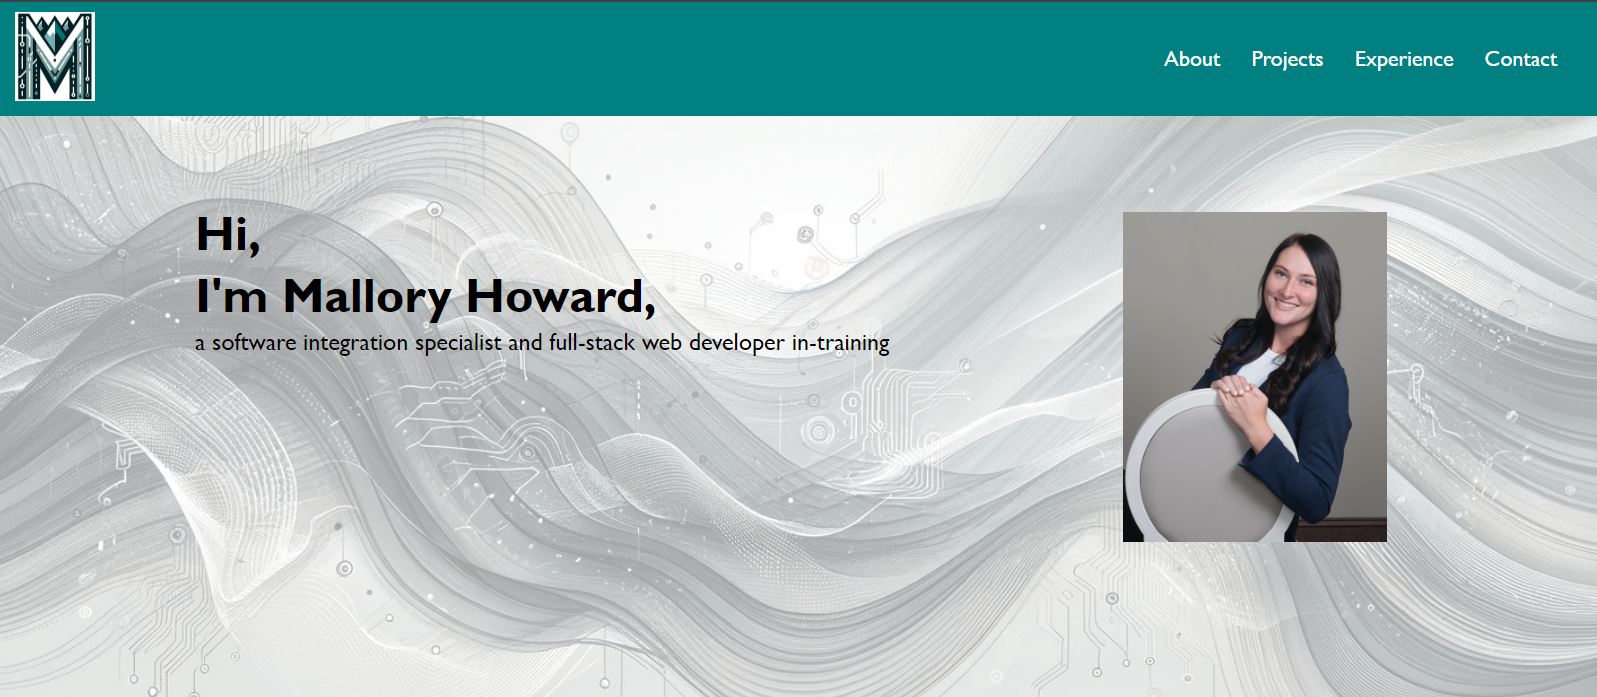 About Projects Experience Contact
Hi,
I'm Mallory Howard,
a software integration specialist and full-stack web developer in-training